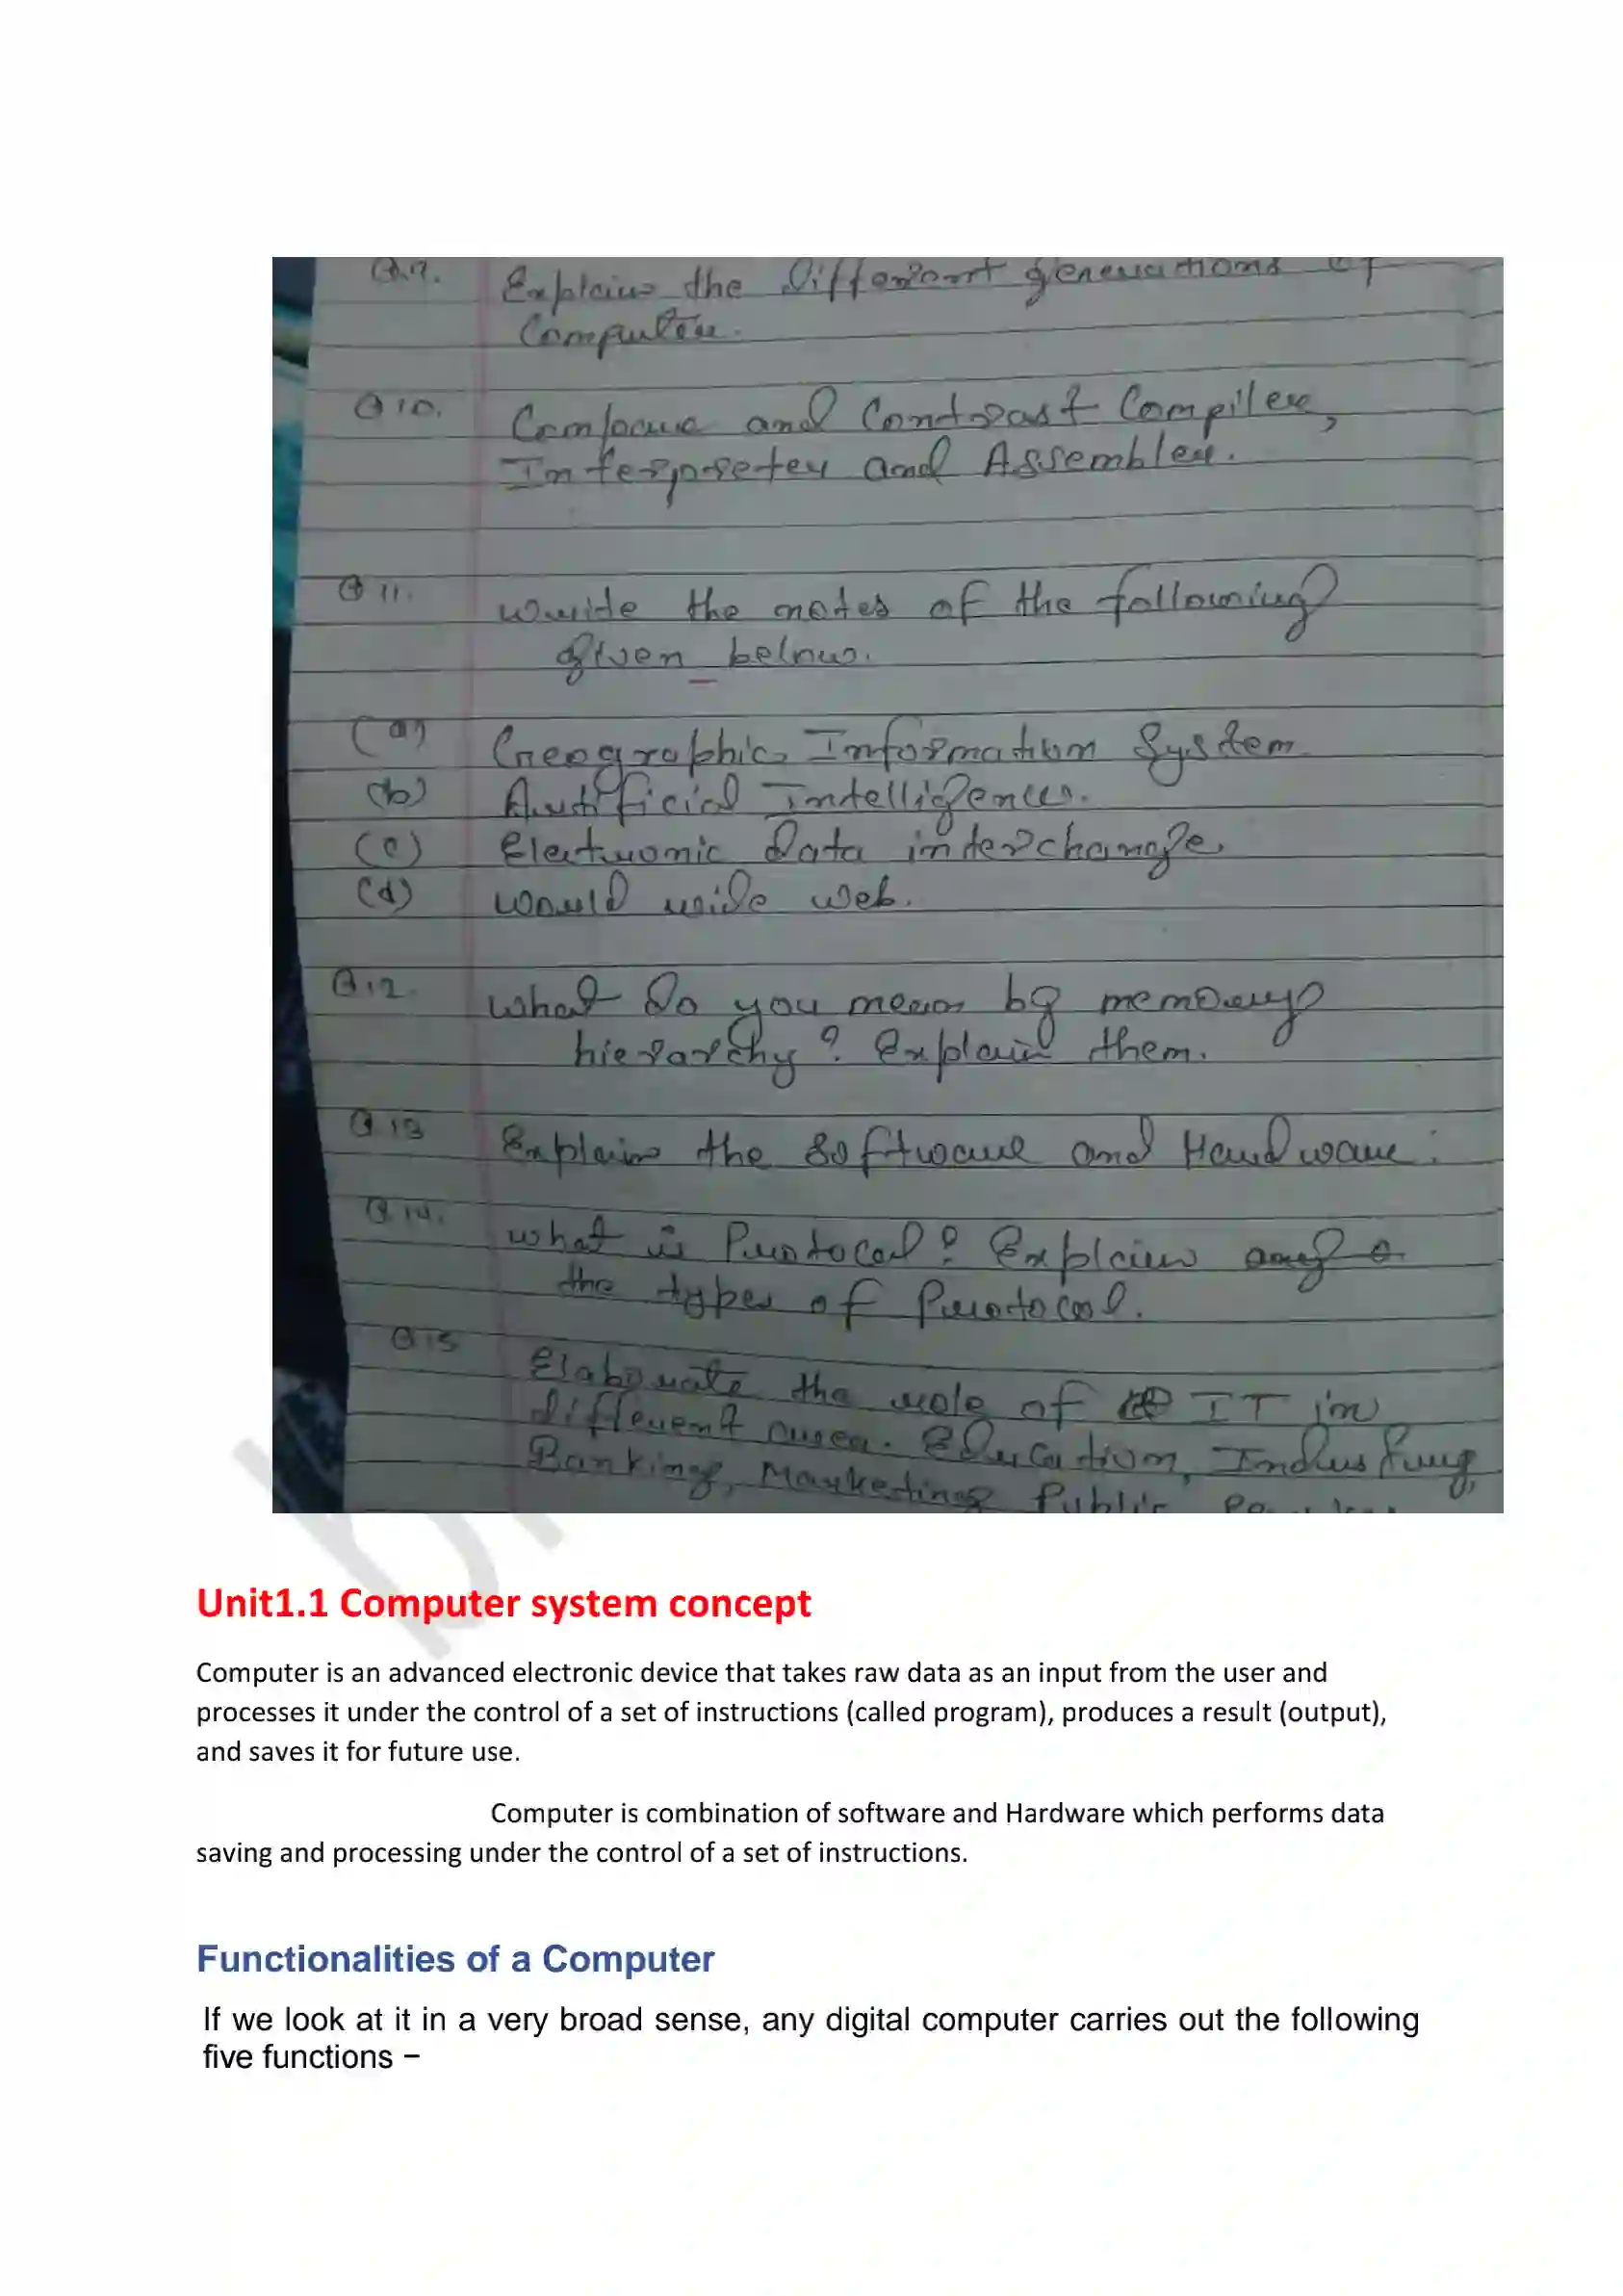 Q.9. Explain the Different generations of
Computer.
Q 10. Compare and Contrast Compiler,
Interpreter and Assembler.
Q 11. write the notes of the following
given below.
(a) Geographic Information System
(b) Artificial Intelligence.
(c) Electronic Data interchange.
(d) World wide web.
Q.12. what Do you mean by memory
hierarchy? Explain them.
Q.13 Explain the Software and Hardware.
Q.14. what is Protocol? Explain any
the types of Protocol.
Q 15 Elaborate the role of IT in
different area. Education, Industry,
Banking, Marketing, Public
Unit1.1 Computer system concept
Computer is an advanced electronic device that takes raw data as an input from the user and
processes it under the control of a set of instructions (called program), produces a result (output),
and saves it for future use.
Computer is combination of software and Hardware which performs data
saving and processing under the control of a set of instructions.
Functionalities of a Computer
If we look at it in a very broad sense, any digital computer carries out the following
five functions −